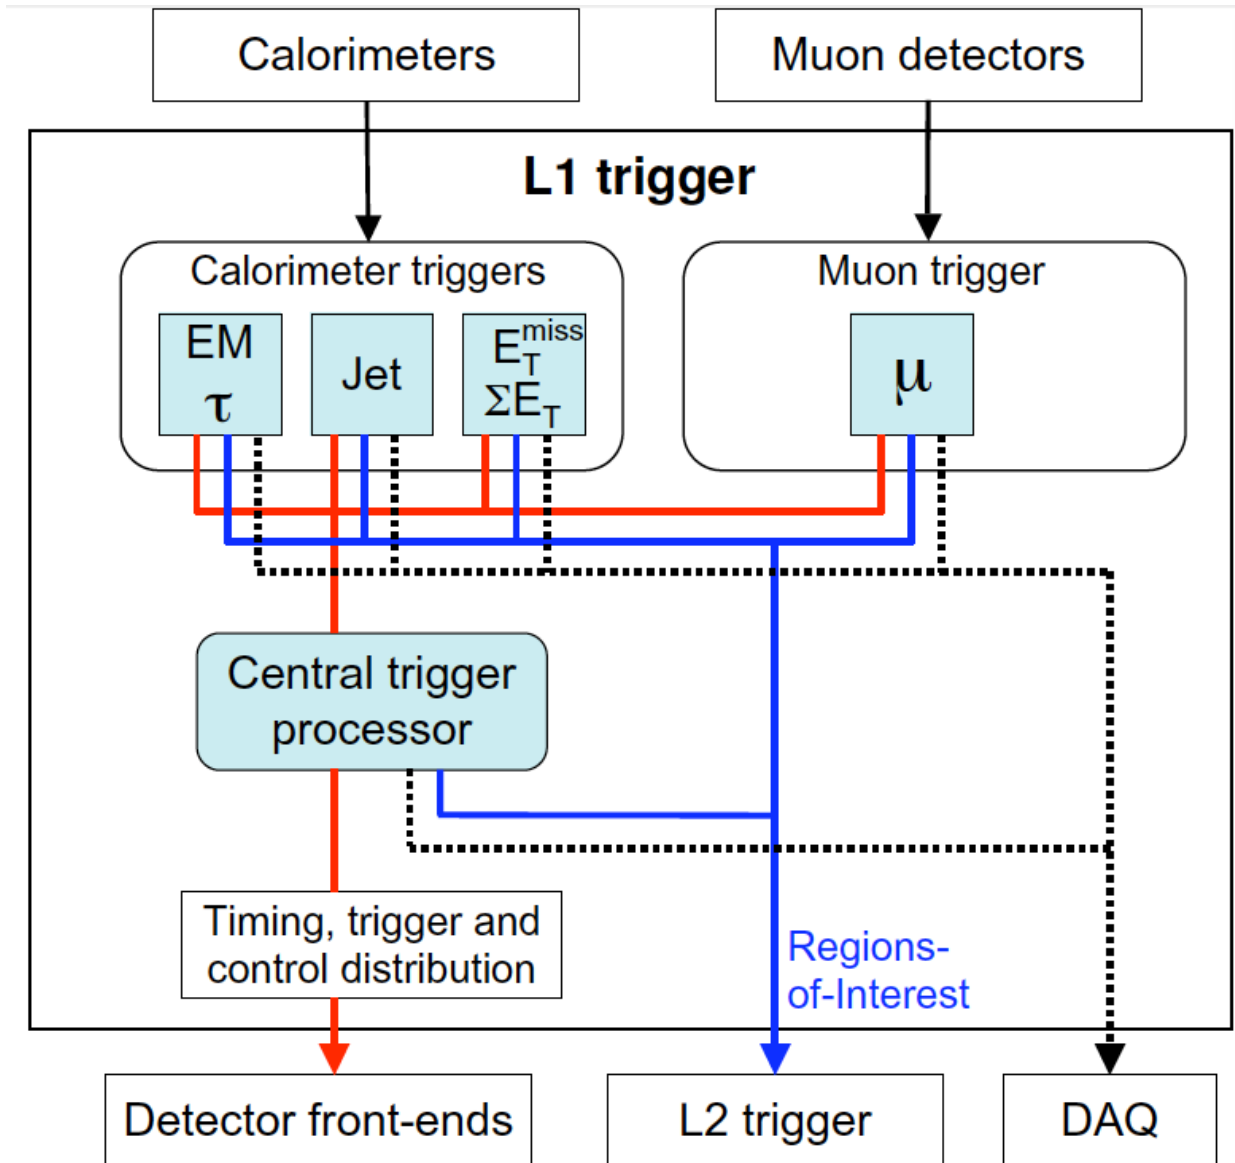 Calorimeters
Muon detectors
L1 trigger
Calorimeter triggers
Muon trigger
EM
τ
Jet
E_T^miss
ΣE_T
μ
Central trigger
processor
Timing, trigger and
control distribution
Regions-
of-Interest
Detector front-ends
L2 trigger
DAQ